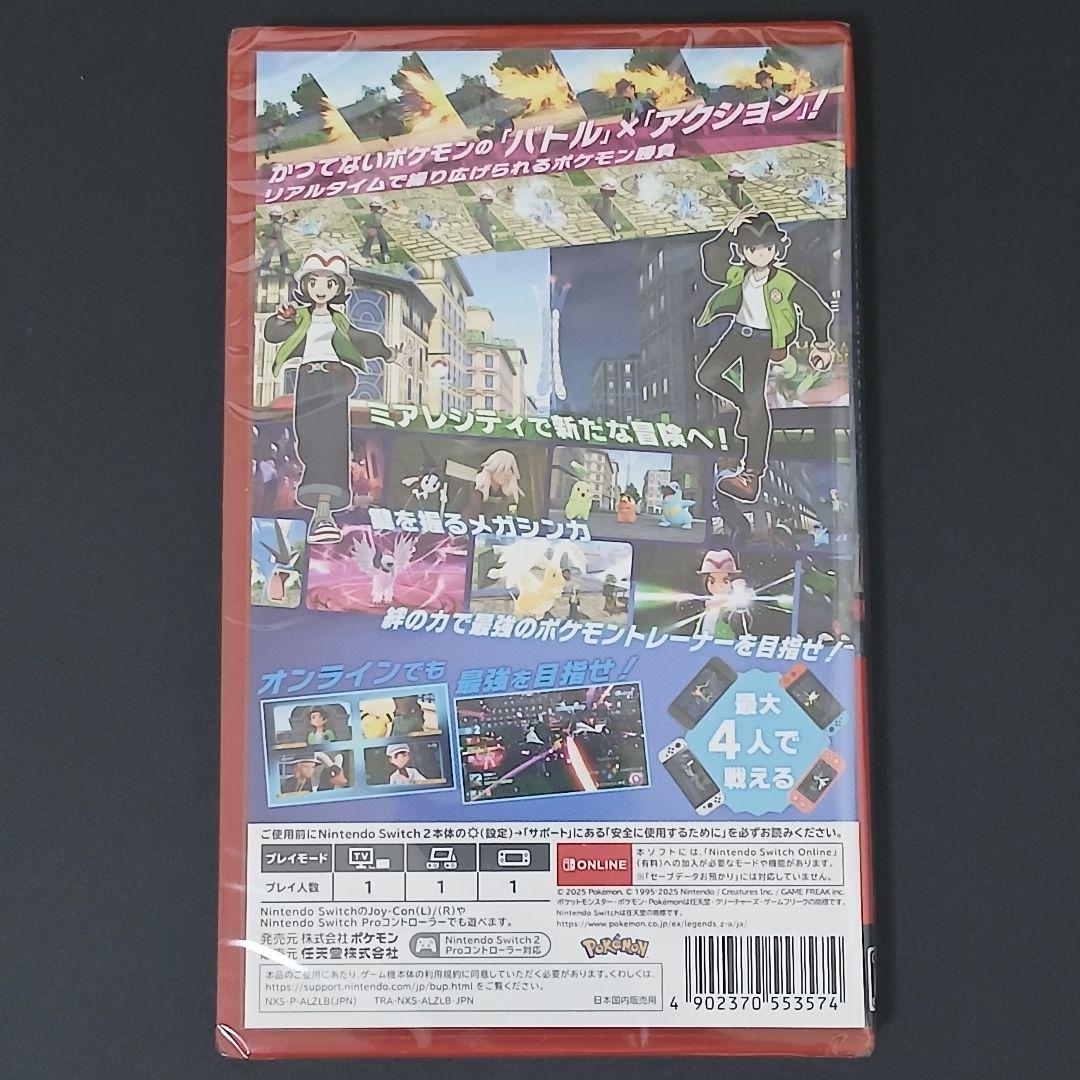 かつてないポケモンの「バトル」×「アクション」!
リアルタイムで繰り広げられるポケモン勝負
ミアレシティで新たな冒険へ!
鍵を握るメガシンカ
絆の力で最強のポケモントレーナーを目指せ!
オンラインでも 最強を目指せ!
最大
4人で
戦える
ご使用前にNintendo Switch 2本体の(設定)→「サポート」にある「安全に使用するために」を必ずお読みください。
プレイモード TV
プレイ人数 1 1 1
ONLINE
本ソフトには、「Nintendo Switch Online」
(有料)への加入が必要なモードや機能があります。
※「セーブデータお預かり」には対応していません。
© 2025 Pokémon. © 1995-2025 Nintendo / Creatures Inc. / GAME FREAK inc.
ポケットモンスター・ポケモン・Pokémonは任天堂・クリーチャーズ・ゲームフリークの商標です。
Nintendo Switchは任天堂の商標です。
https://www.pokemon.co.jp/ex/legends_z-a/ja/
Nintendo SwitchのJoy-Con(L)/(R)や
Nintendo Switch Proコントローラーでも遊べます。
発売元 株式会社ポケモン
販売元 任天堂株式会社
Nintendo Switch 2
Proコントローラー対応
POKÉMON
本品のご使用にあたり、ゲーム機本体の利用規約に同意していただく必要があります。くわしくは、
https://support.nintendo.com/jp/bup.html をご覧ください。
NXS-P-ALZLB(JPN) TRA-NXS-ALZLB-JPN 日本国内販売用
4 902370 553574